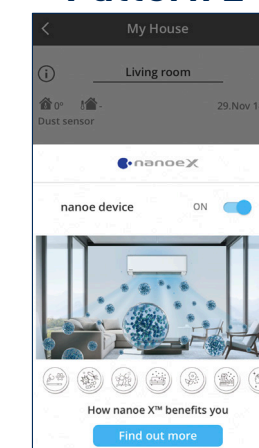 My House
Living room
0° -
29.Nov 1
Dust sensor
nanoeX
nanoe device ON
How nanoe X™ benefits you
Find out more